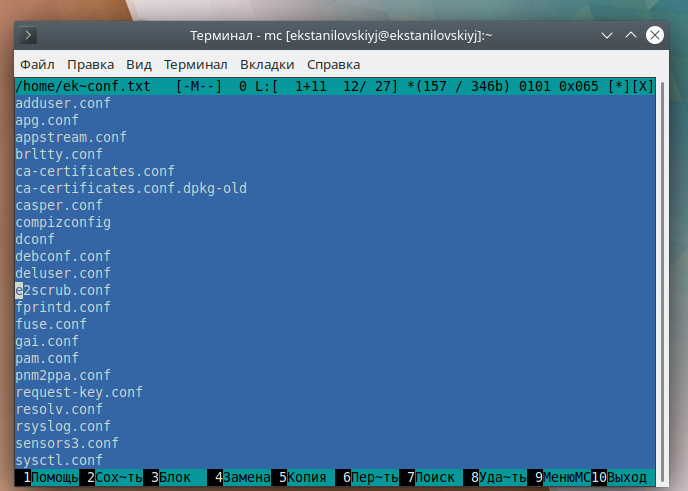 Терминал - mc [ekstanilovskiyj@ekstanilovskiyj]:~
Файл Правка Вид Терминал Вкладки Справка
/home/ek~conf.txt [-M--] 0 L:[ 1+11 12/ 27] *(157 / 346b) 0101 0x065 [*][X]
adduser.conf
apg.conf
appstream.conf
brltty.conf
ca-certificates.conf
ca-certificates.conf.dpkg-old
casper.conf
compizconfig
dconf
debconf.conf
deluser.conf
e2scrub.conf
fprintd.conf
fuse.conf
gai.conf
pam.conf
pnm2ppa.conf
request-key.conf
resolv.conf
rsyslog.conf
sensors3.conf
sysctl.conf
1Помощь 2Сох~ть 3Блок 4Замена 5Копия 6Пер~ть 7Поиск 8Уда~ть 9МенюMC 10Выход